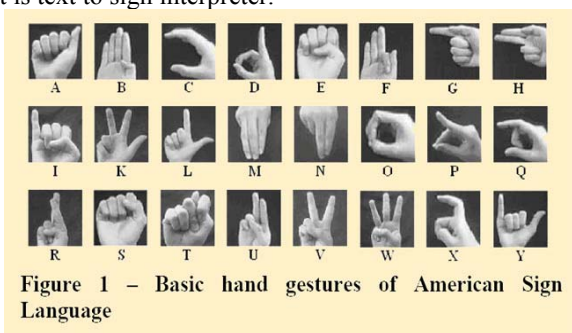 t is text to sign interpreter.
A B C D E F G H
I K L M N O P Q
R S T U V W X Y
Figure 1 – Basic hand gestures of American Sign
Language